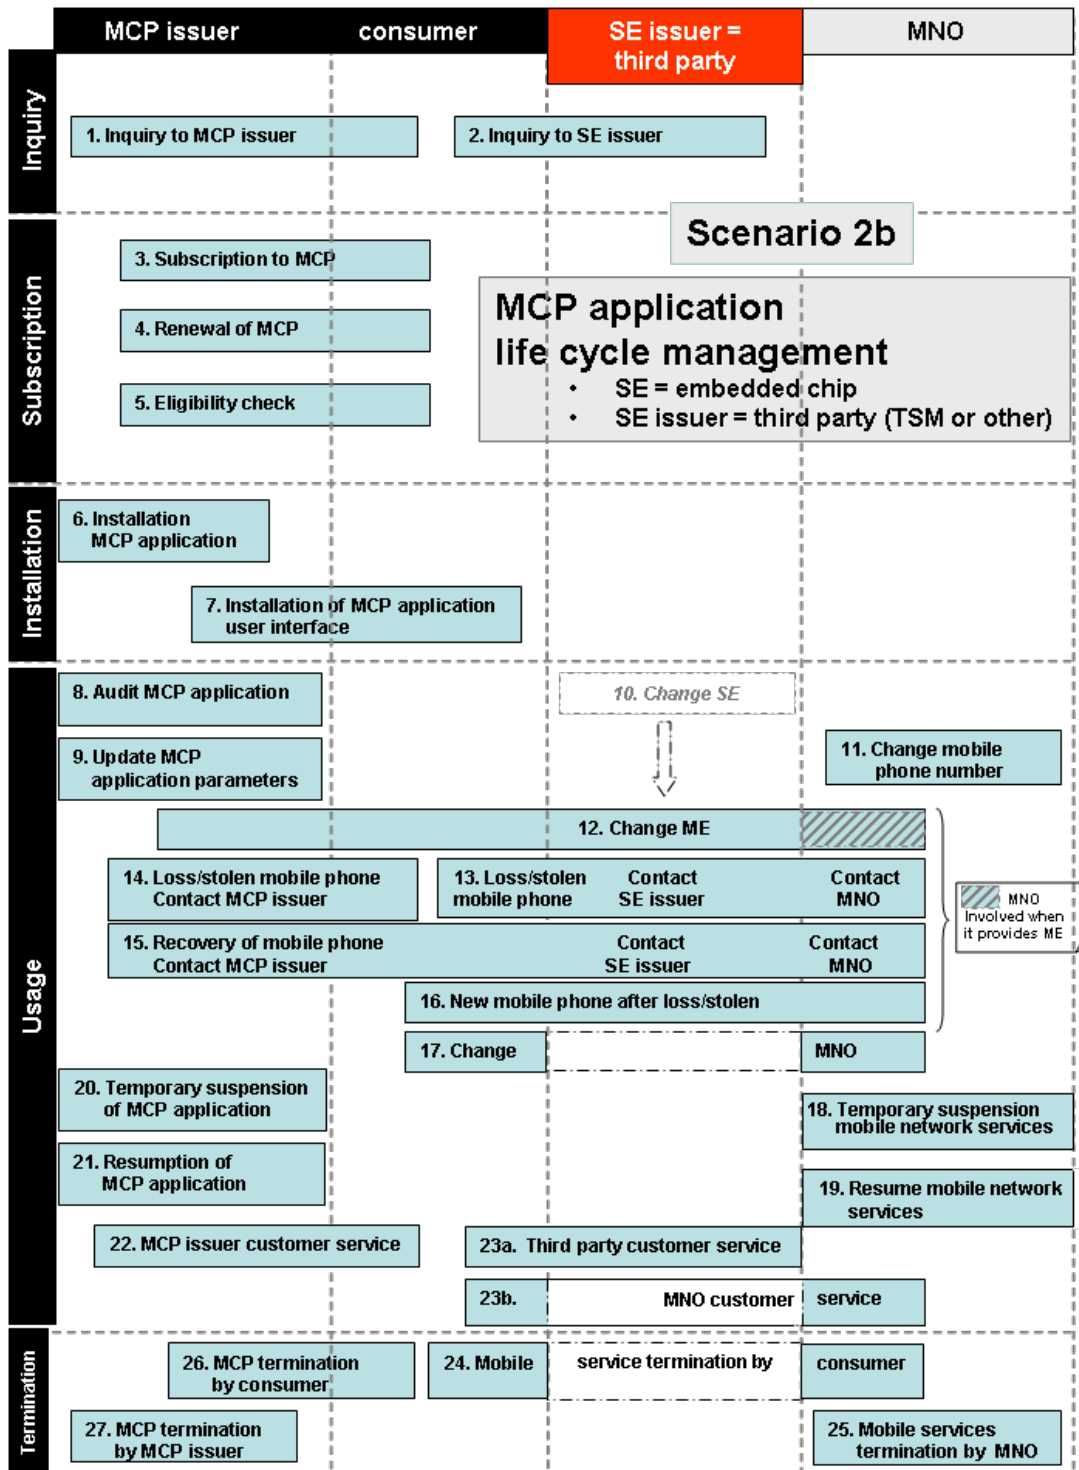 MCP issuer
consumer
SE issuer =
third party
MNO
Inquiry
1. Inquiry to MCP issuer
2. Inquiry to SE issuer
Scenario 2b
Subscription
3. Subscription to MCP
4. Renewal of MCP
5. Eligibility check
MCP application
life cycle management
• SE = embedded chip
• SE issuer = third party (TSM or other)
Installation
6. Installation
MCP application
7. Installation of MCP application
user interface
Usage
8. Audit MCP application
10. Change SE
9. Update MCP
application parameters
11. Change mobile
phone number
12. Change ME
14. Loss/stolen mobile phone
Contact MCP issuer
13. Loss/stolen
mobile phone
Contact
SE issuer
Contact
MNO
MNO
Involved when
it provides ME
15. Recovery of mobile phone
Contact MCP issuer
Contact
SE issuer
Contact
MNO
16. New mobile phone after loss/stolen
17. Change MNO
20. Temporary suspension
of MCP application
18. Temporary suspension
mobile network services
21. Resumption of
MCP application
19. Resume mobile network
services
22. MCP issuer customer service
23a. Third party customer service
23b. MNO customer service
Termination
26. MCP termination
by consumer
24. Mobile service termination by consumer
27. MCP termination
by MCP issuer
25. Mobile services
termination by MNO